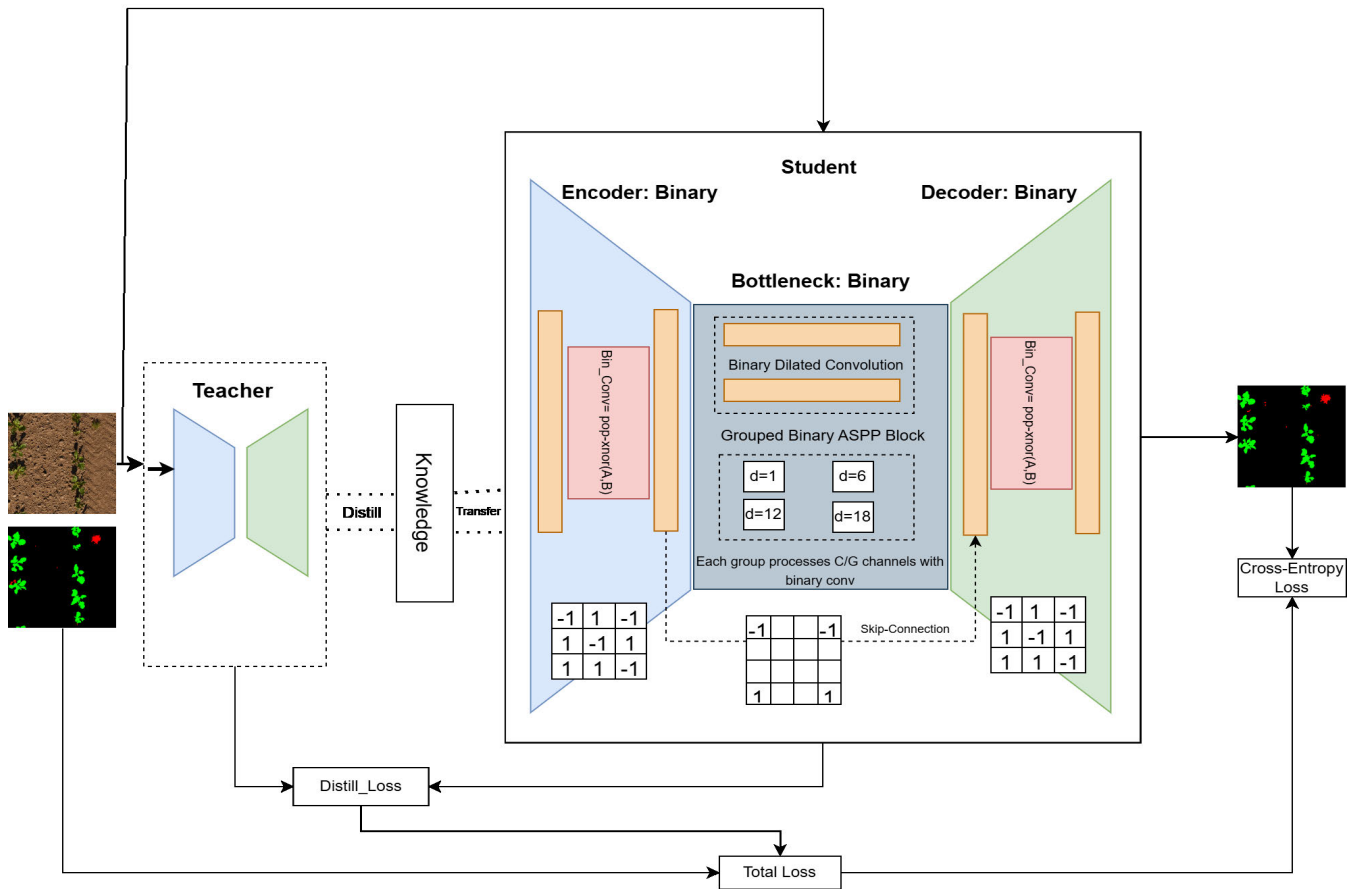 Student
Encoder: Binary
Decoder: Binary
Bottleneck: Binary
Teacher
Bin_Conv= pop-xnor(A,B)
Binary Dilated Convolution
Bin_Conv= pop-xnor(A,B)
Grouped Binary ASPP Block
d=1
d=6
d=12
d=18
Each group processes C/G channels with
binary conv
Distill
Knowledge
Transfer
Cross-Entropy
Loss
-1 1 -1
1 -1 1
1 1 -1
-1 -1
1 1
Skip-Connection
-1 1 -1
1 -1 1
1 1 -1
Distill_Loss
Total Loss